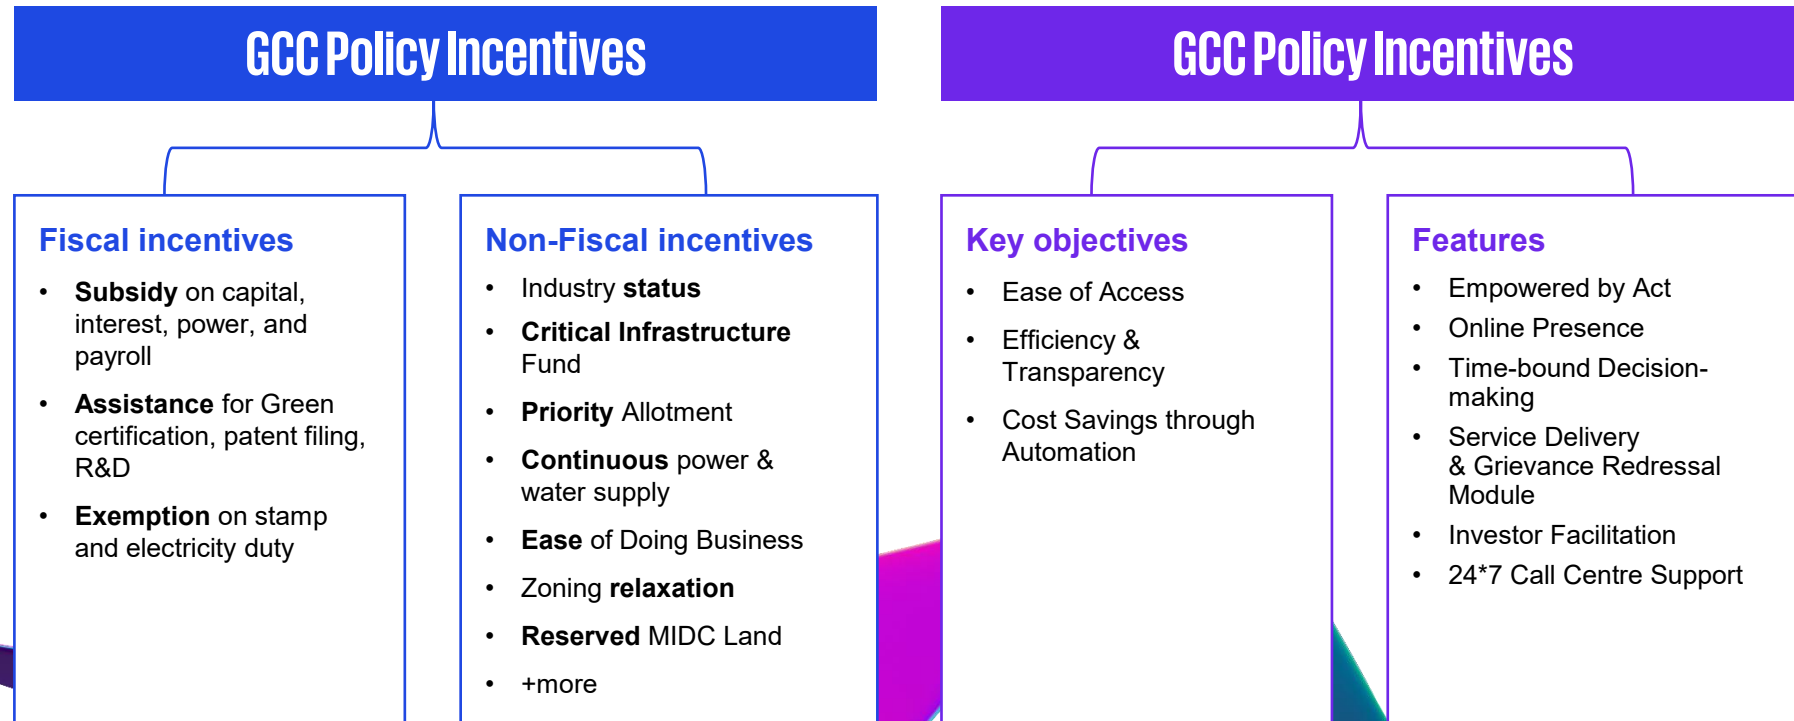 GCC Policy Incentives
Fiscal incentives
• Subsidy on capital,
interest, power, and
payroll
• Assistance for Green
certification, patent filing,
R&D
• Exemption on stamp
and electricity duty
Non-Fiscal incentives
• Industry status
• Critical Infrastructure
Fund
• Priority Allotment
• Continuous power &
water supply
• Ease of Doing Business
• Zoning relaxation
• Reserved MIDC Land
• +more
GCC Policy Incentives
Key objectives
• Ease of Access
• Efficiency &
Transparency
• Cost Savings through
Automation
Features
• Empowered by Act
• Online Presence
• Time-bound Decision-
making
• Service Delivery
& Grievance Redressal
Module
• Investor Facilitation
• 24*7 Call Centre Support